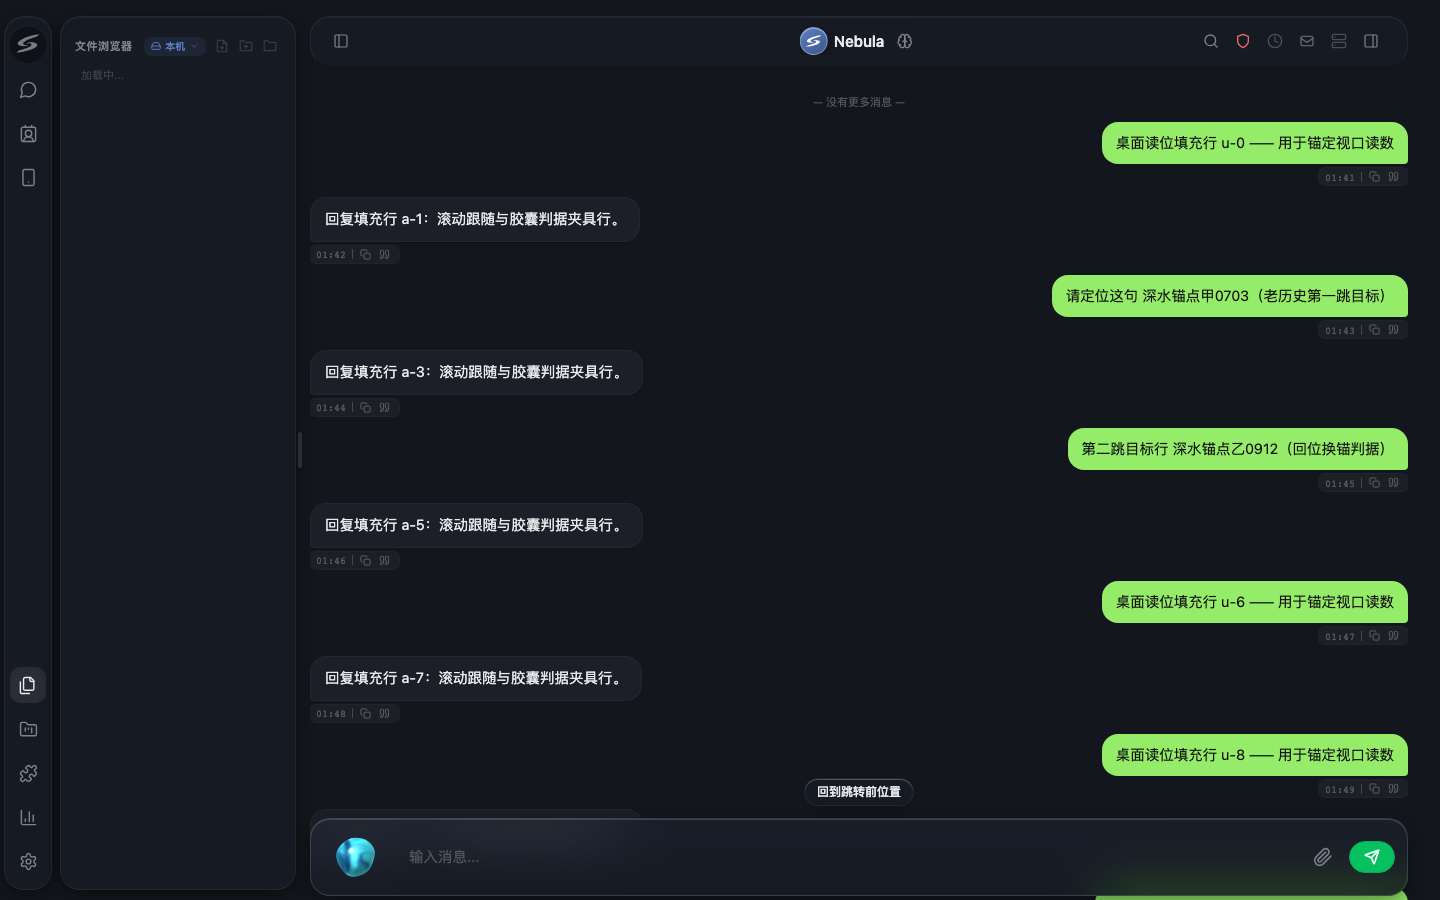 文件浏览器
本机
加载中...
Nebula
— 没有更多消息 —
桌面读位填充行 u-0 —— 用于锚定视口读数
01:41
回复填充行 a-1：滚动跟随与胶囊判据夹具行。
01:42
请定位这句 深水锚点甲0703（老历史第一跳目标）
01:43
回复填充行 a-3：滚动跟随与胶囊判据夹具行。
01:44
第二跳目标行 深水锚点乙0912（回位换锚判据）
01:45
回复填充行 a-5：滚动跟随与胶囊判据夹具行。
01:46
桌面读位填充行 u-6 —— 用于锚定视口读数
01:47
回复填充行 a-7：滚动跟随与胶囊判据夹具行。
01:48
桌面读位填充行 u-8 —— 用于锚定视口读数
01:49
回到跳转前位置
输入消息...